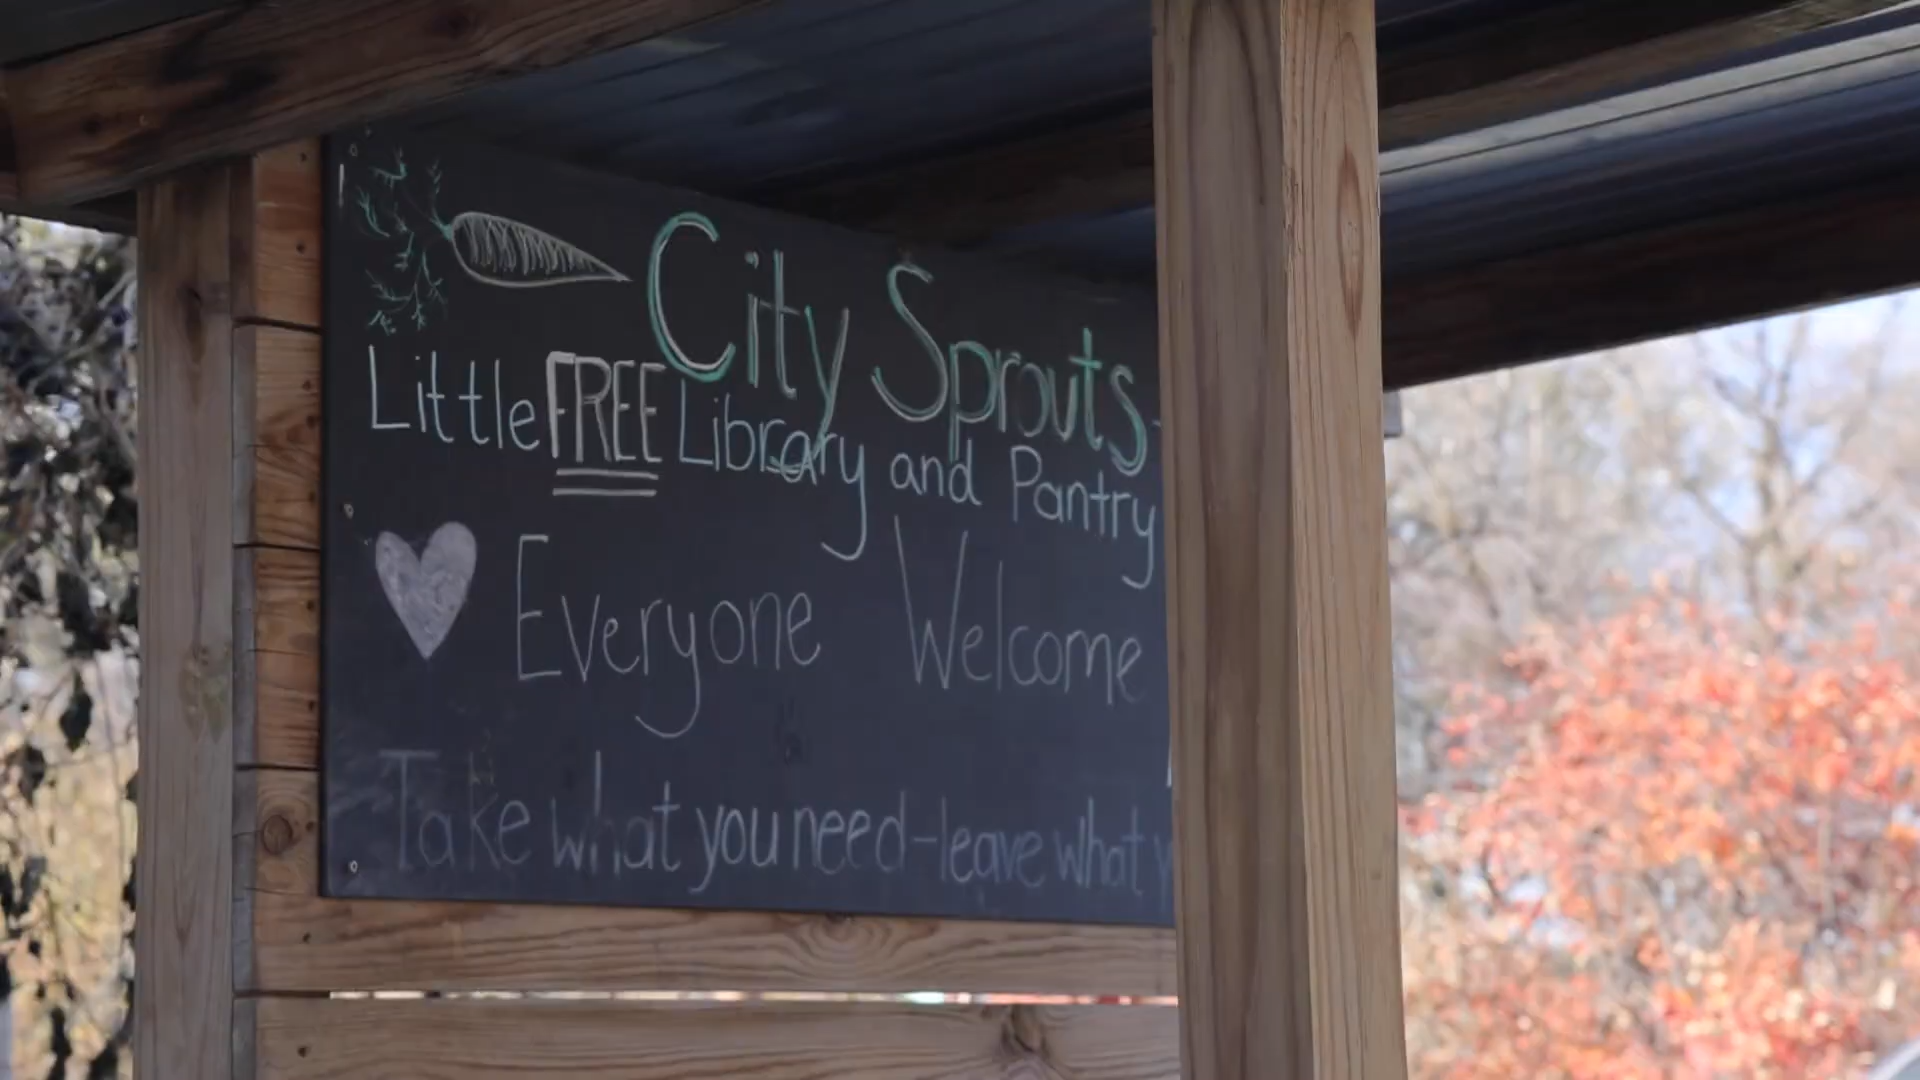 City Sprouts
Little FREE Library and Pantry
Everyone Welcome
Take what you need-leave what